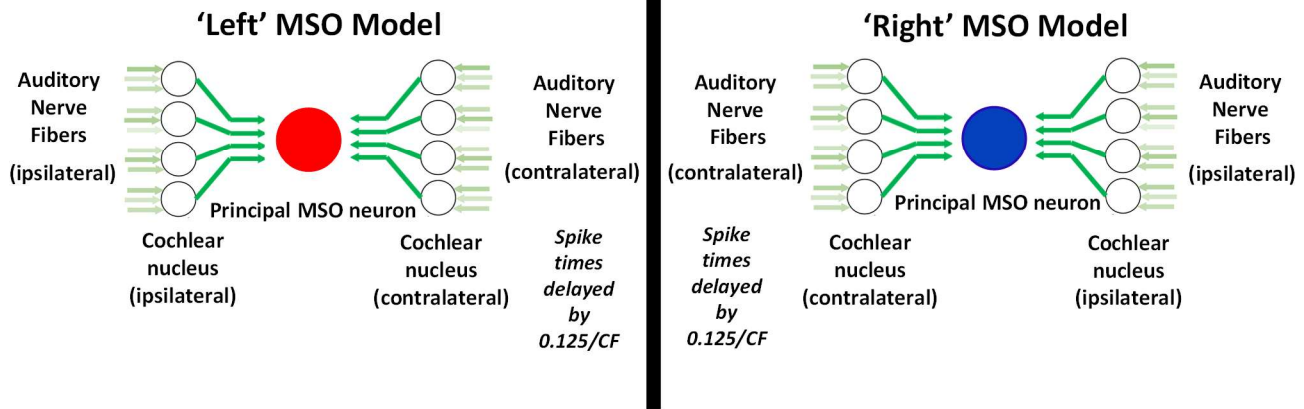 ‘Left’ MSO Model
Auditory
Nerve
Fibers
(ipsilateral)
Auditory
Nerve
Fibers
(contralateral)
Principal MSO neuron
Cochlear
nucleus
(ipsilateral)
Cochlear
nucleus
(contralateral)
Spike
times
delayed
by
0.125/CF
‘Right’ MSO Model
Auditory
Nerve
Fibers
(contralateral)
Auditory
Nerve
Fibers
(ipsilateral)
Principal MSO neuron
Spike
times
delayed
by
0.125/CF
Cochlear
nucleus
(contralateral)
Cochlear
nucleus
(ipsilateral)